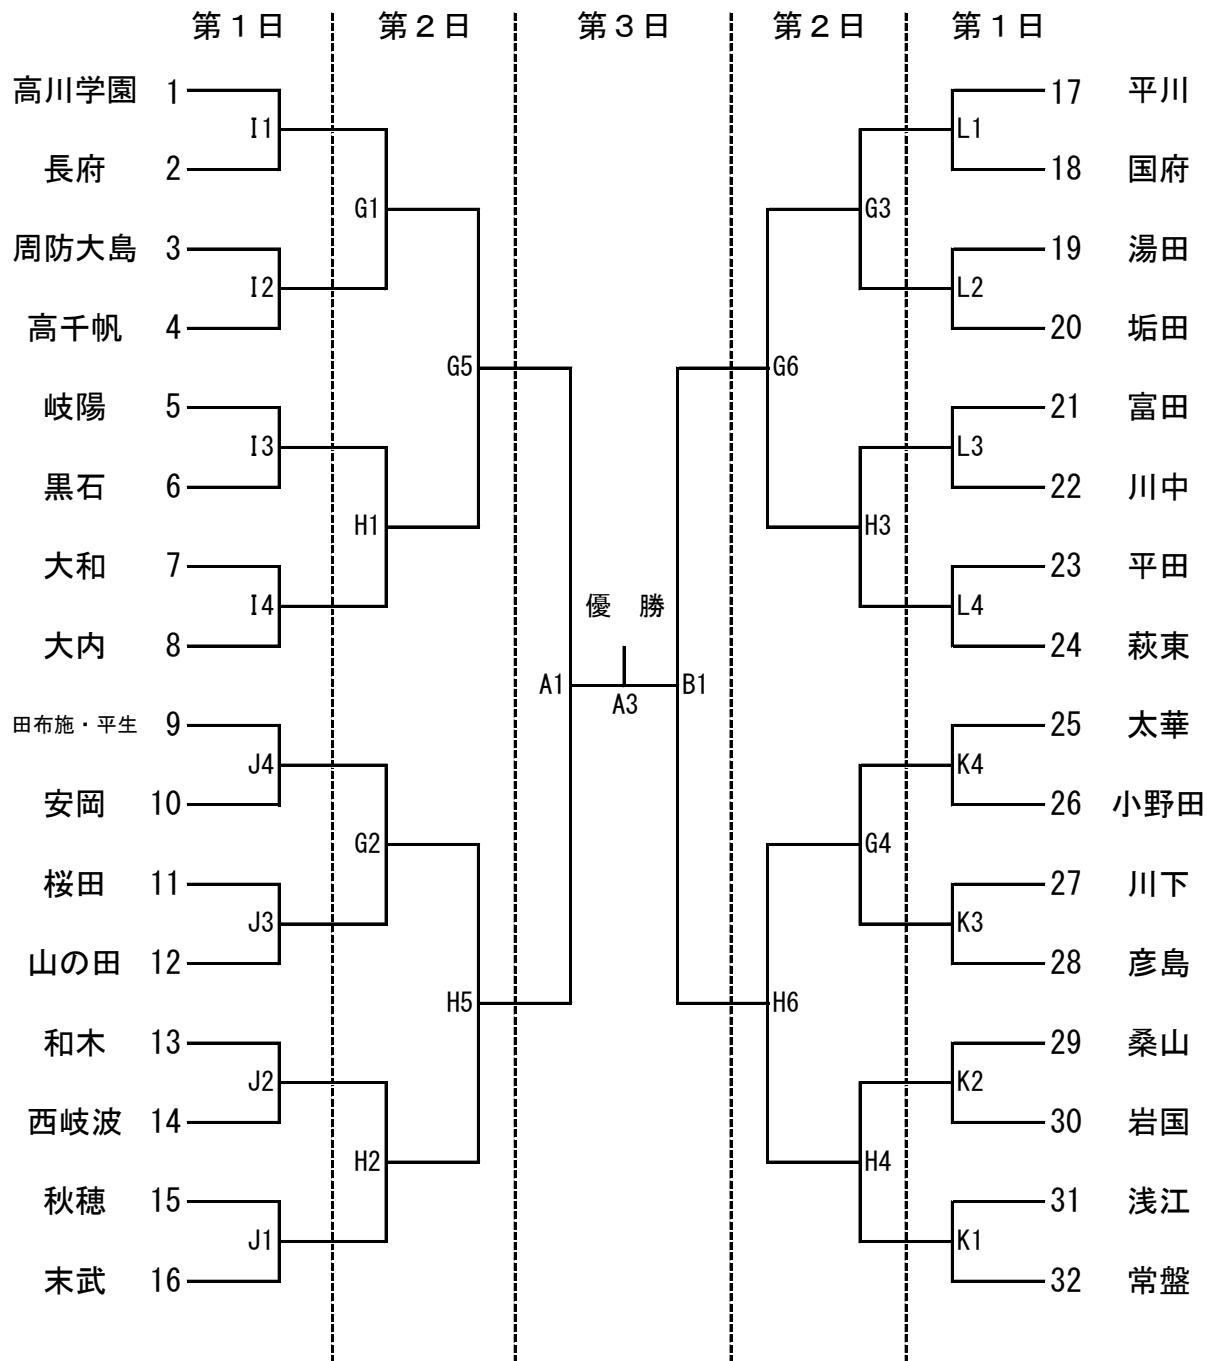 第１日 第２日 第３日 第２日 第１日
高川学園 1 17 平川
I1 L1
長府 2 18 国府
G1 G3
周防大島 3 19 湯田
I2 L2
高千帆 4 20 垢田
G5 G6
岐陽 5 21 富田
I3 L3
黒石 6 22 川中
H1 H3
大和 7 23 平田
I4 優　勝 L4
大内 8 24 萩東
A1 B1
A3
田布施・平生 9 25 太華
J4 K4
安岡 10 26 小野田
G2 G4
桜田 11 27 川下
J3 K3
山の田 12 28 彦島
H5 H6
和木 13 29 桑山
J2 K2
西岐波 14 30 岩国
H2 H4
秋穂 15 31 浅江
J1 K1
末武 16 32 常盤